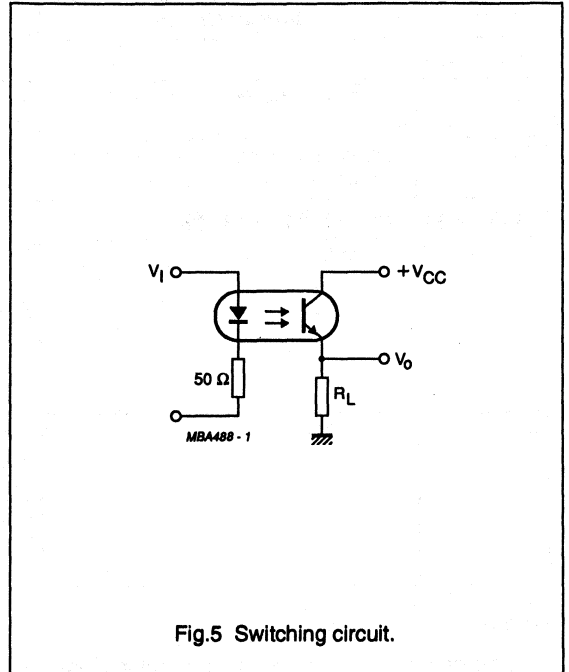 V_I
+V_CC
V_o
50 Ω
R_L
MBA488 - 1
Fig.5 Switching circuit.